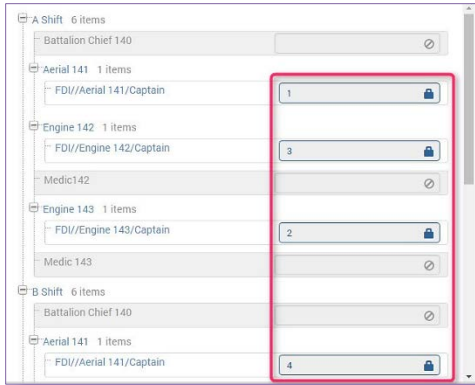 A Shift 6 items
Battalion Chief 140
Aerial 141 1 items
FDI//Aerial 141/Captain 1
Engine 142 1 items
FDI//Engine 142/Captain 3
Medic142
Engine 143 1 items
FDI//Engine 143/Captain 2
Medic 143
B Shift 6 items
Battalion Chief 140
Aerial 141 1 items
FDI//Aerial 141/Captain 4